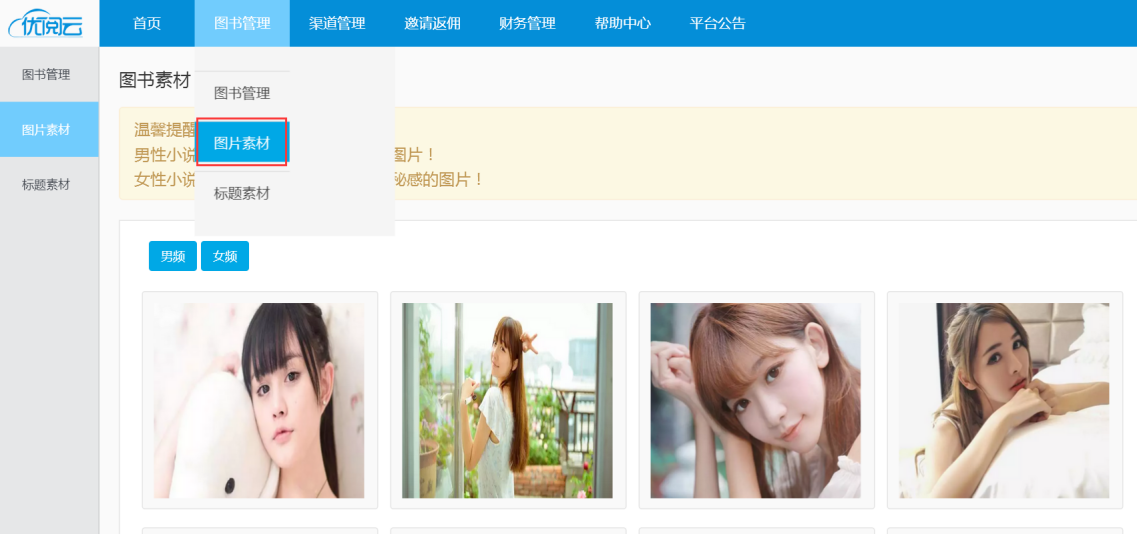 优阅云
首页 图书管理 渠道管理 邀请返佣 财务管理 帮助中心 平台公告
图书管理
图片素材
标题素材
图书素材
图书管理
图片素材
标题素材
温馨提醒
男性小说 图片！
女性小说 秘感的图片！
男频 女频